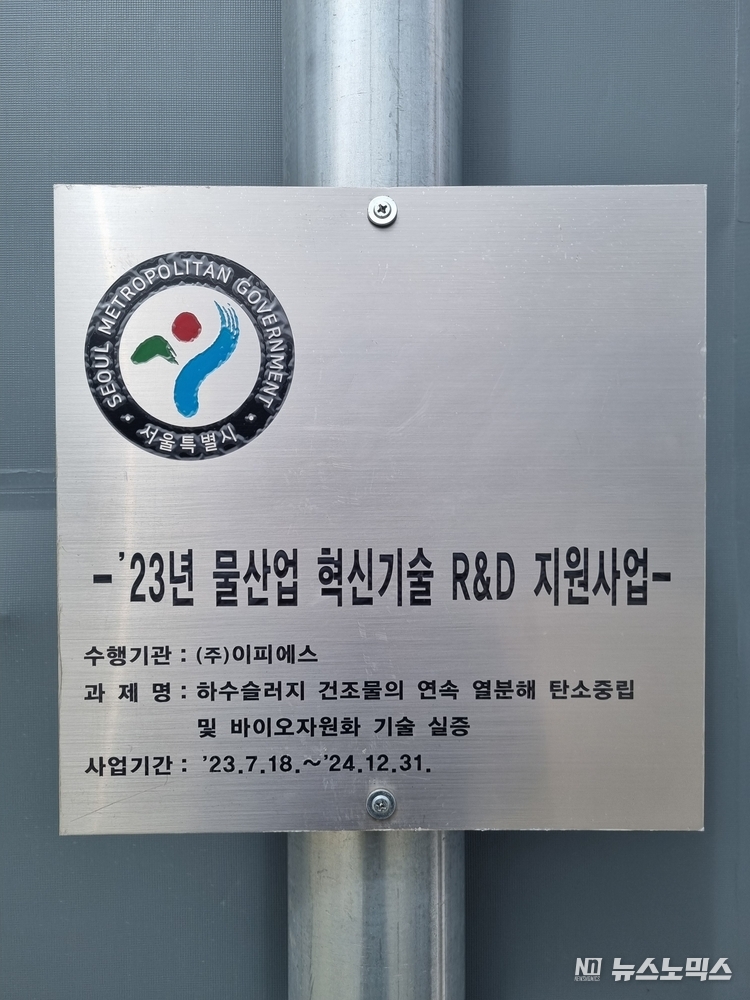 SEOUL METROPOLITAN GOVERNMENT
서울특별시
-'23년 물산업 혁신기술 R&D 지원사업-
수행기관 : (주)이피에스
과 제 명 : 하수슬러지 건조물의 연속 열분해 탄소중립
및 바이오자원화 기술 실증
사업기간 : '23.7.18.~'24.12.31.
뉴스노믹스